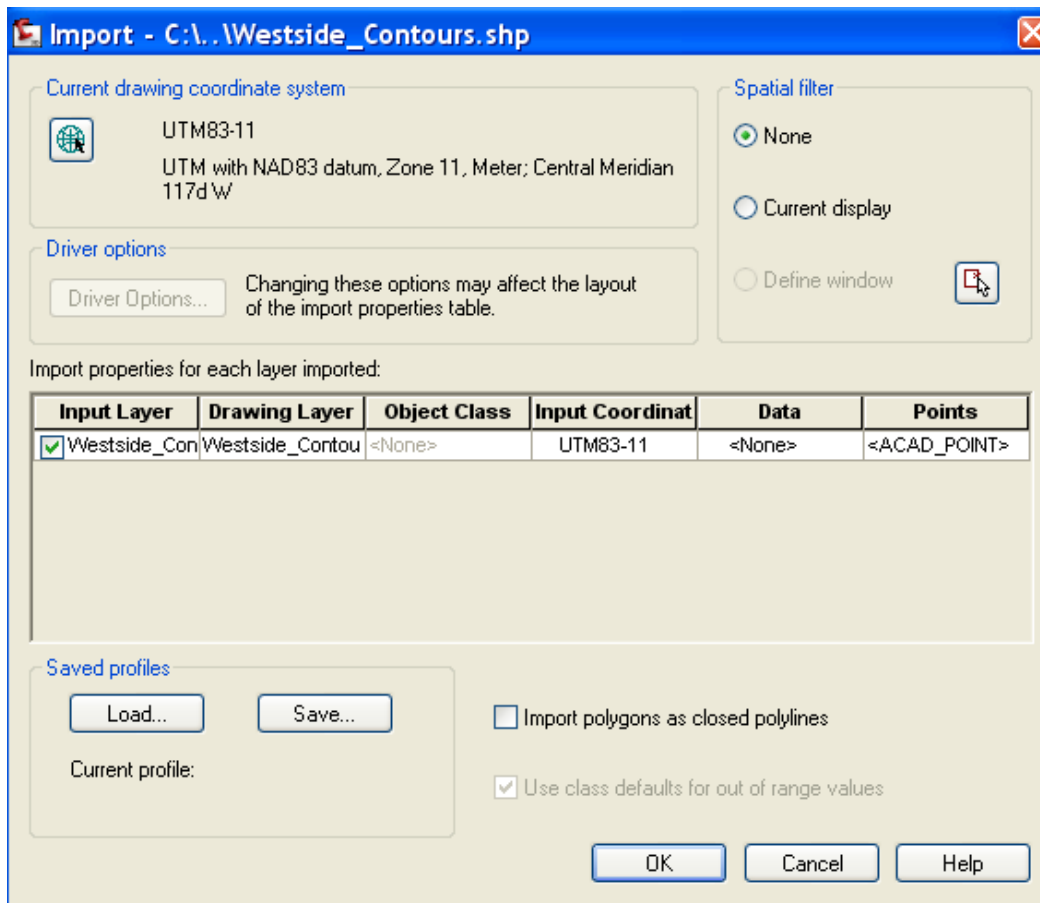 Import - C:\..\Westside_Contours.shp
Current drawing coordinate system
UTM83-11
UTM with NAD83 datum, Zone 11, Meter; Central Meridian
117d W
Spatial filter
None
Current display
Define window
Driver options
Driver Options...
Changing these options may affect the layout
of the import properties table.
Import properties for each layer imported:
Input Layer Drawing Layer Object Class Input Coordinat Data Points
Westside_Con Westside_Contou <None> UTM83-11 <None> <ACAD_POINT>
Saved profiles
Load... Save...
Current profile:
Import polygons as closed polylines
Use class defaults for out of range values
OK Cancel Help